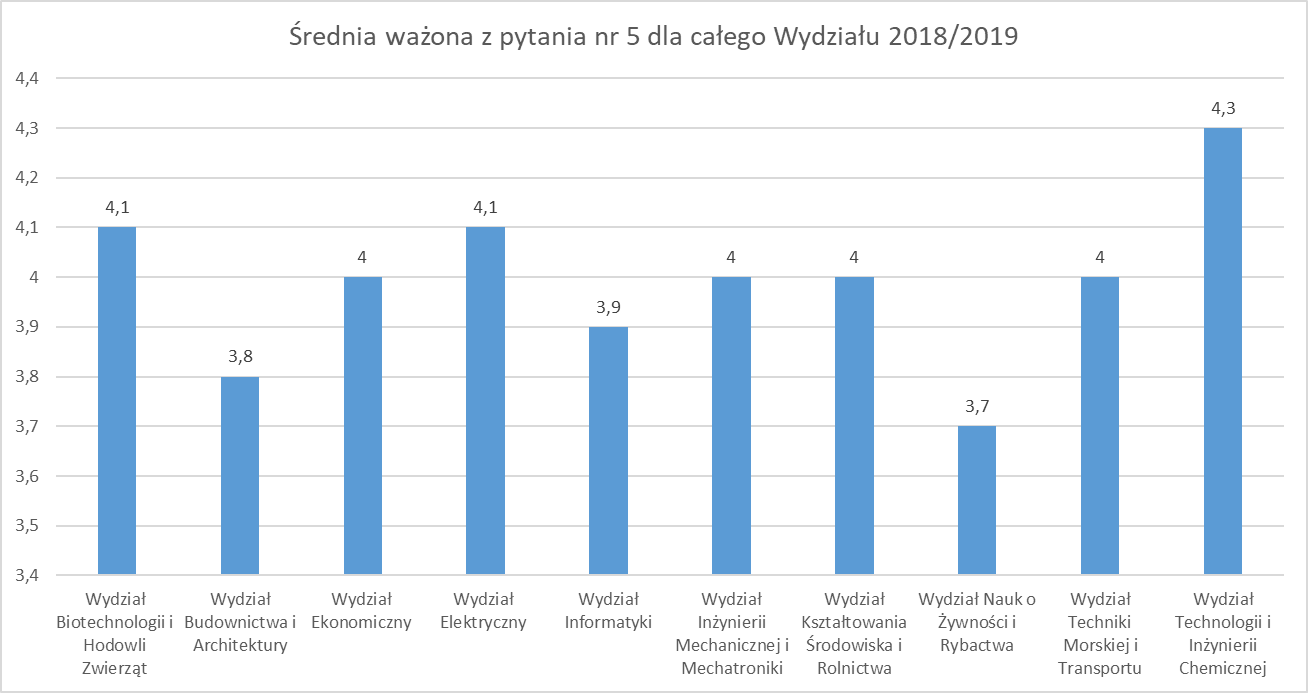 Średnia ważona z pytania nr 5 dla całego Wydziału 2018/2019
4,4
4,3
4,2
4,1
4
3,9
3,8
3,7
3,6
3,5
3,4
4,1
3,8
4
4,1
3,9
4
4
3,7
4
4,3
Wydział
Biotechnologii i
Hodowli
Zwierząt
Wydział
Budownictwa i
Architektury
Wydział
Ekonomiczny
Wydział
Elektryczny
Wydział
Informatyki
Wydział
Inżynierii
Mechanicznej i
Mechatroniki
Wydział
Kształtowania
Środowiska i
Rolnictwa
Wydział Nauk o
Żywności i
Rybactwa
Wydział
Techniki
Morskiej i
Transportu
Wydział
Technologii i
Inżynierii
Chemicznej